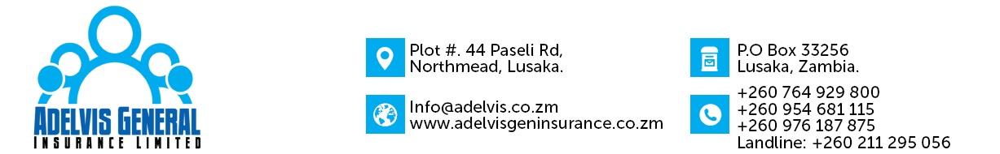 ADELVIS GENERAL
INSURANCE LIMITED
Plot #. 44 Paseli Rd,
Northmead, Lusaka.
Info@adelvis.co.zm
www.adelvisgeninsurance.co.zm
P.O Box 33256
Lusaka, Zambia.
+260 764 929 800
+260 954 681 115
+260 976 187 875
Landline: +260 211 295 056